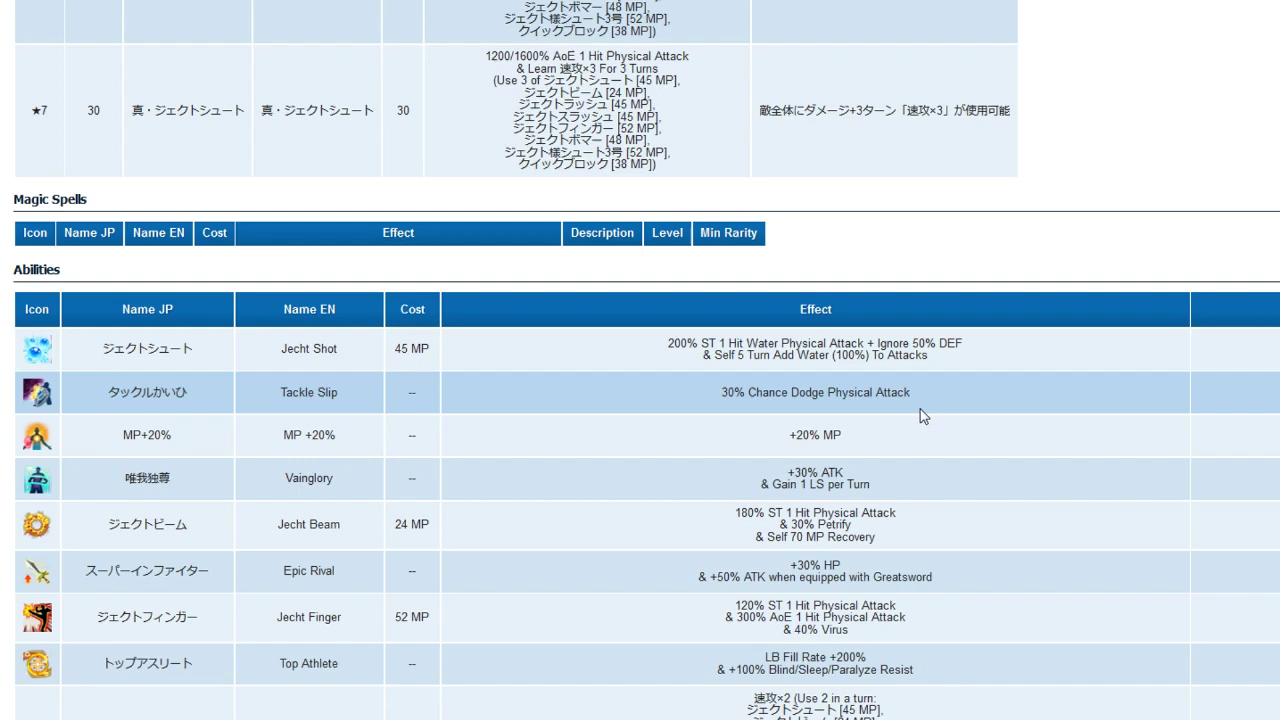 ジェクトボマー [48 MP],
ジェクト様シュート3号 [52 MP],
クイックブロック [38 MP])
★7 30 真・ジェクトシュート 真・ジェクトシュート 30
1200/1600% AoE 1 Hit Physical Attack
& Learn 速攻×3 For 3 Turns
(Use 3 of ジェクトシュート [45 MP],
ジェクトビーム [24 MP],
ジェクトラッシュ [45 MP],
ジェクトスラッシュ [45 MP],
ジェクトフィンガー [52 MP],
ジェクトボマー [48 MP],
ジェクト様シュート3号 [52 MP],
クイックブロック [38 MP])
敵全体にダメージ+3ターン「速攻×3」が使用可能
Magic Spells
Icon Name JP Name EN Cost Effect Description Level Min Rarity
Abilities
Icon Name JP Name EN Cost Effect
ジェクトシュート Jecht Shot 45 MP
200% ST 1 Hit Water Physical Attack + Ignore 50% DEF
& Self 5 Turn Add Water (100%) To Attacks
タックルかいひ Tackle Slip -- 30% Chance Dodge Physical Attack
MP+20% MP +20% -- +20% MP
唯我独尊 Vainglory --
+30% ATK
& Gain 1 LS per Turn
ジェクトビーム Jecht Beam 24 MP
180% ST 1 Hit Physical Attack
& 30% Petrify
& Self 70 MP Recovery
スーパーインファイター Epic Rival --
+30% HP
& +50% ATK when equipped with Greatsword
ジェクトフィンガー Jecht Finger 52 MP
120% ST 1 Hit Physical Attack
& 300% AoE 1 Hit Physical Attack
& 40% Virus
トップアスリート Top Athlete --
LB Fill Rate +200%
& +100% Blind/Sleep/Paralyze Resist
速攻×2 (Use 2 in a turn:
ジェクトシュート [45 MP],